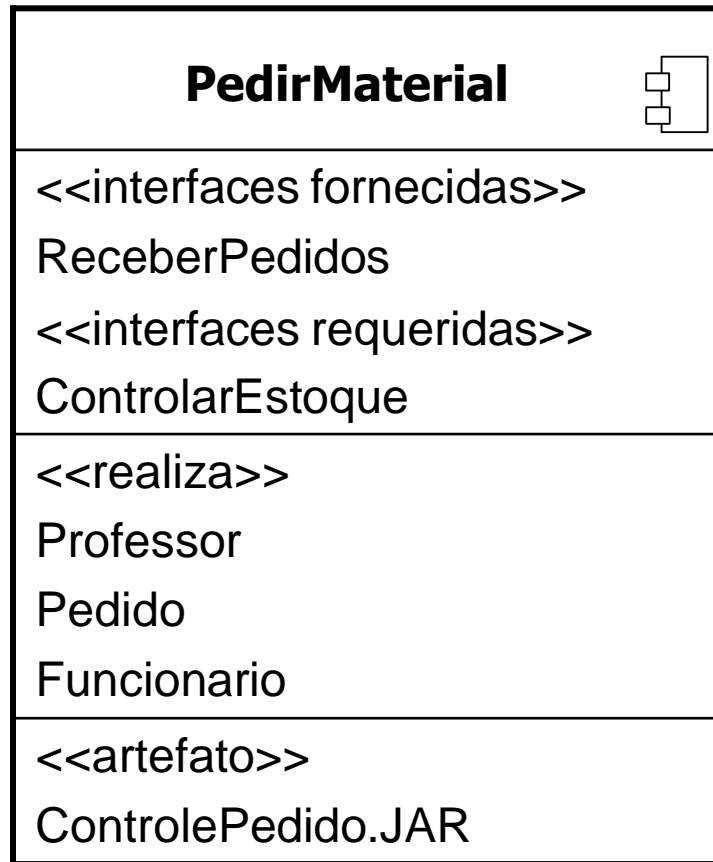 PedirMaterial
<<interfaces fornecidas>>
ReceberPedidos
<<interfaces requeridas>>
ControlarEstoque
<<realiza>>
Professor
Pedido
Funcionario
<<artefato>>
ControlePedido.JAR